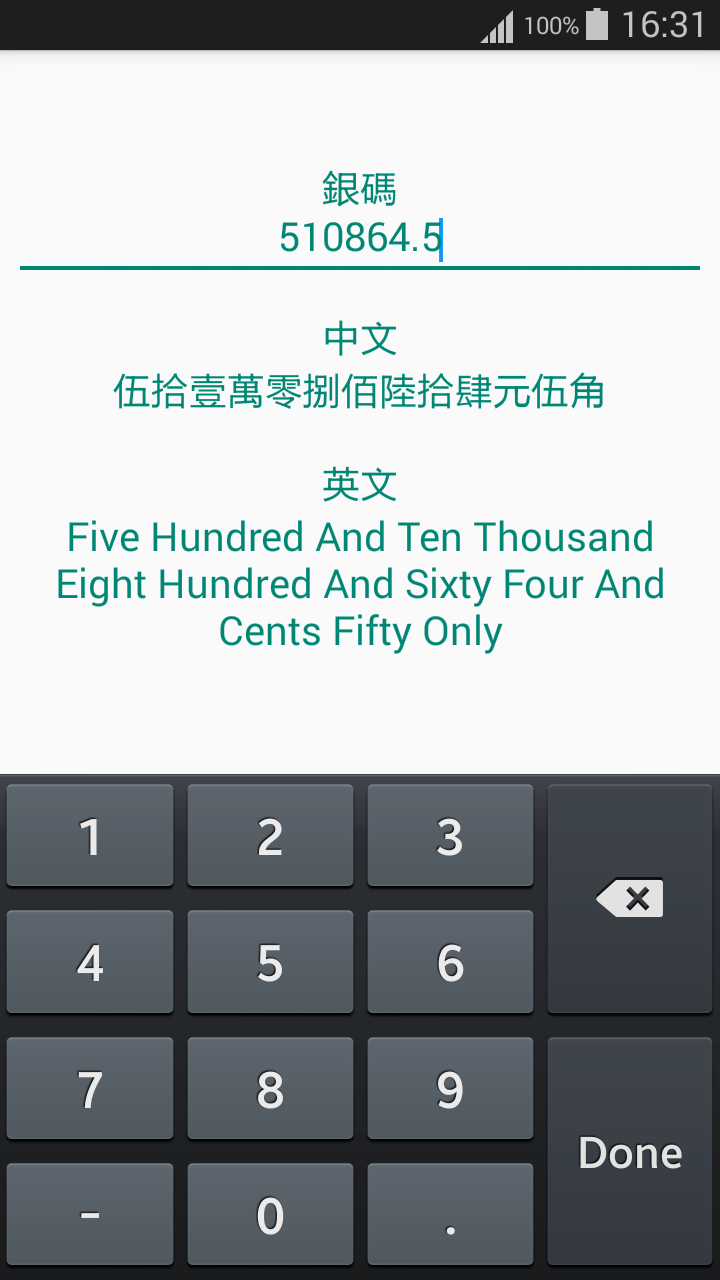 100% 16:31
銀碼
510864.5
中文
伍拾壹萬零捌佰陸拾肆元伍角
英文
Five Hundred And Ten Thousand
Eight Hundred And Sixty Four And
Cents Fifty Only
1 2 3
4 5 6
7 8 9
Done
- 0 .